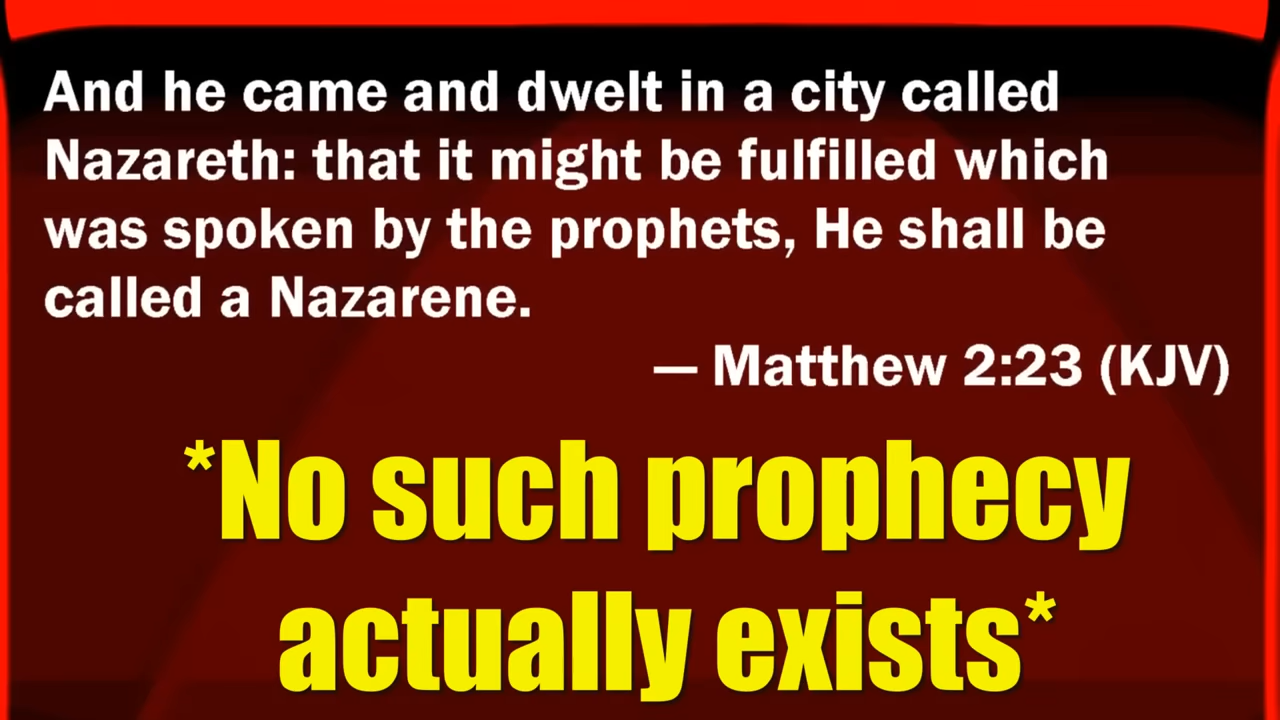 And he came and dwelt in a city called
Nazareth: that it might be fulfilled which
was spoken by the prophets, He shall be
called a Nazarene.
— Matthew 2:23 (KJV)
*No such prophecy
actually exists*